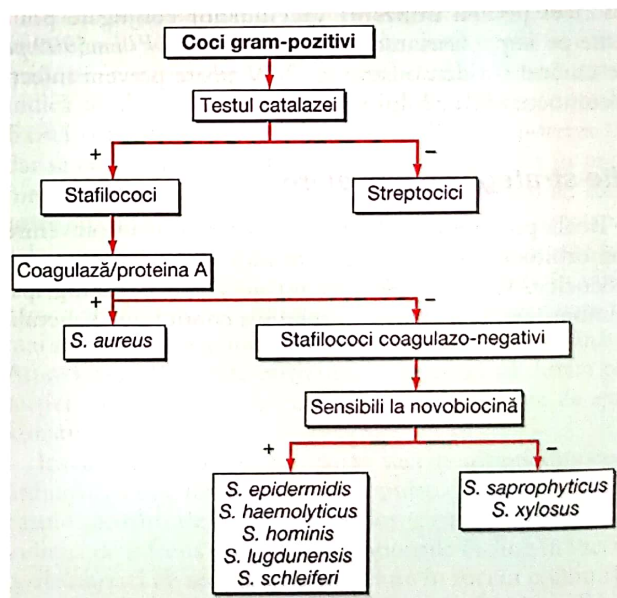 Coci gram-pozitivi
Testul catalazei
+ –
Stafilococi Streptocici
Coagulază/proteina A
+ –
S. aureus Stafilococi coagulazo-negativi
Sensibili la novobiocină
+ –
S. epidermidis
S. haemolyticus
S. hominis
S. lugdunensis
S. schleiferi
S. saprophyticus
S. xylosus